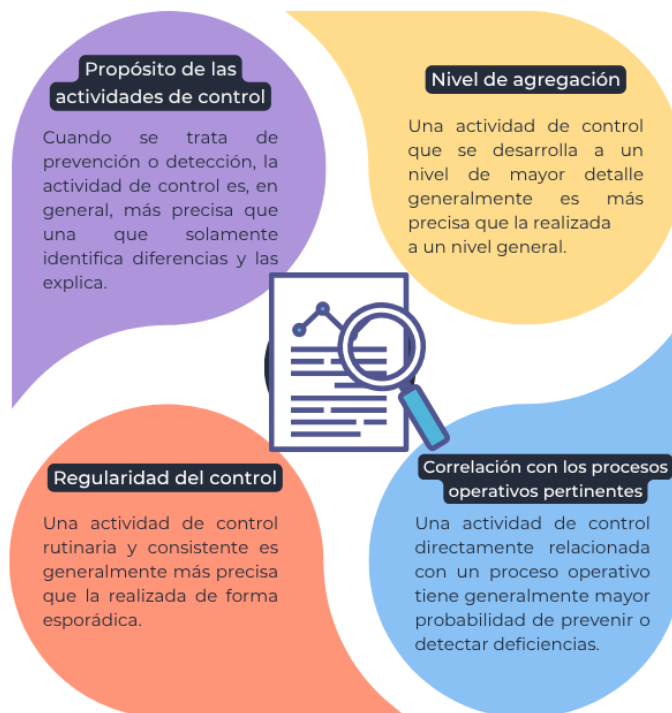 Propósito de las
actividades de control
Cuando se trata de
prevención o detección, la
actividad de control es, en
general, más precisa que
una que solamente
identifica diferencias y las
explica.
Nivel de agregación
Una actividad de control
que se desarrolla a un
nivel de mayor detalle
generalmente es más
precisa que la realizada
a un nivel general.
Regularidad del control
Una actividad de control
rutinaria y consistente es
generalmente más precisa
que la realizada de forma
esporádica.
Correlación con los procesos
operativos pertinentes
Una actividad de control
directamente relacionada
con un proceso operativo
tiene generalmente mayor
probabilidad de prevenir o
detectar deficiencias.